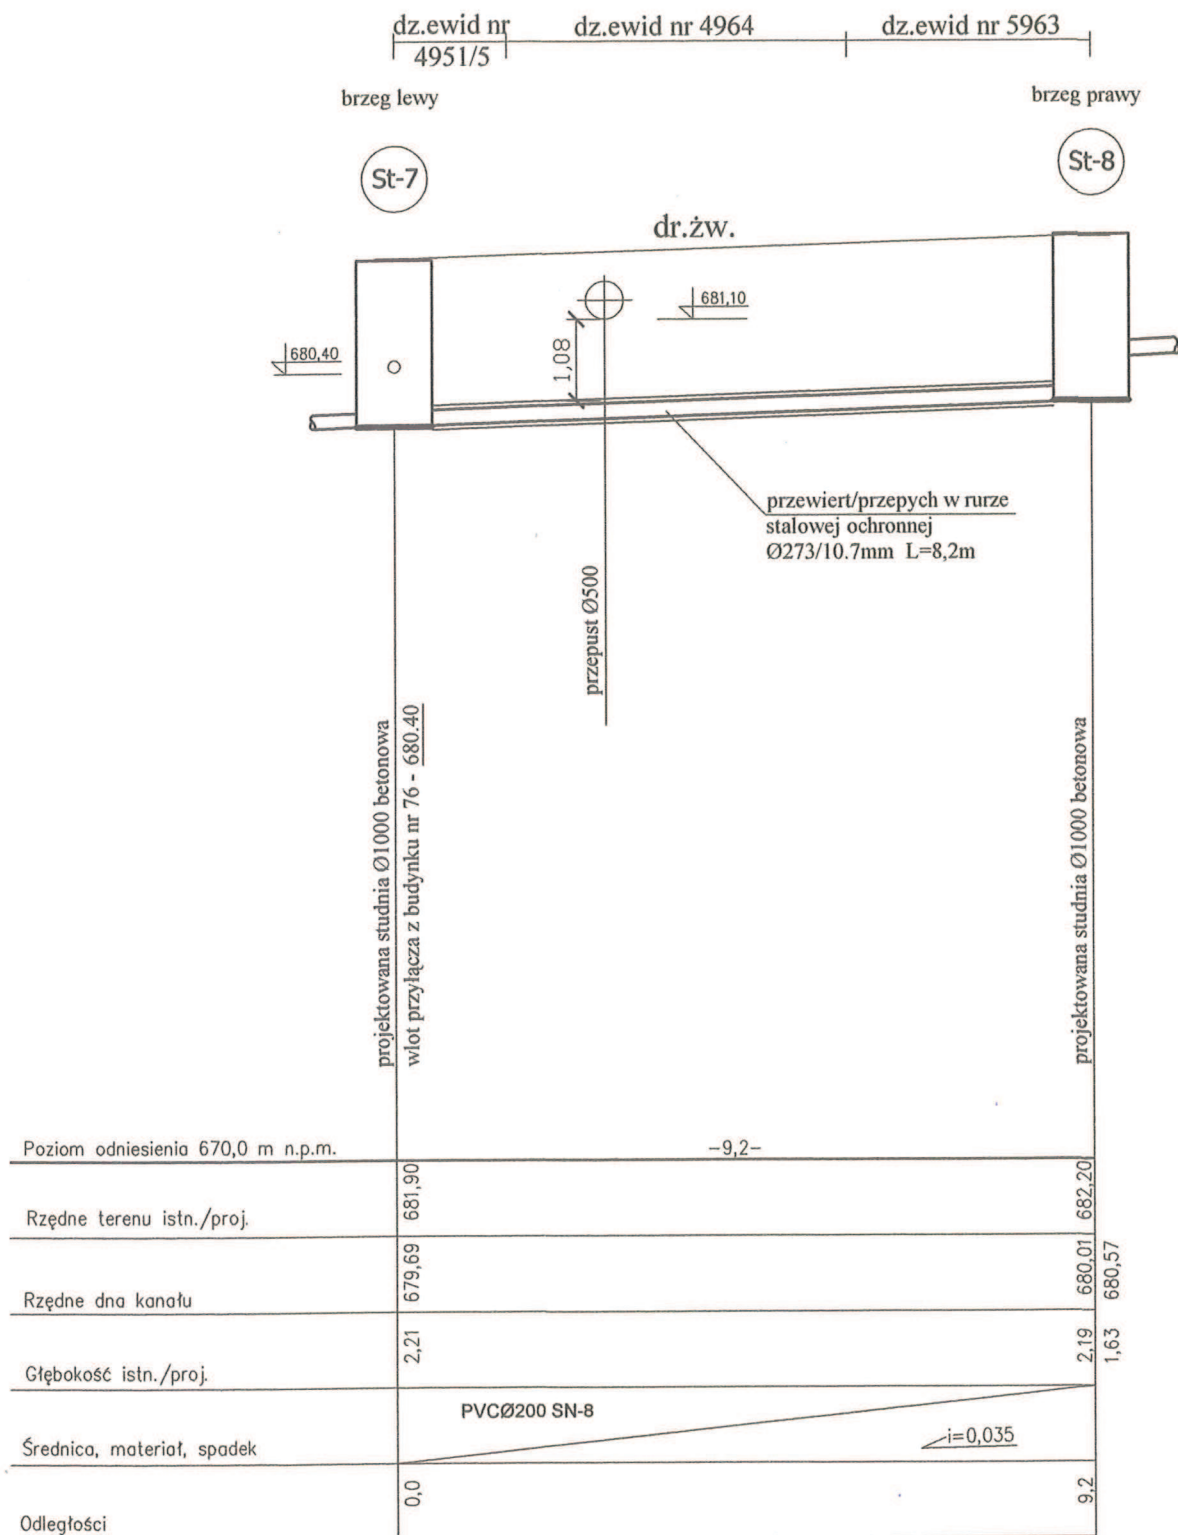 dz.ewid nr
4951/5
dz.ewid nr 4964
dz.ewid nr 5963
brzeg lewy
brzeg prawy
St-7
St-8
dr.żw.
681,10
680,40
1,08
przewiert/przepych w rurze
stalowej ochronnej
Ø273/10.7mm L=8,2m
przepust Ø500
projektowana studnia Ø1000 betonowa
wlot przyłącza z budynku nr 76 - 680.40
projektowana studnia Ø1000 betonowa
Poziom odniesienia 670,0 m n.p.m.
-9,2-
Rzędne terenu istn./proj.
681,90
682,20
Rzędne dna kanału
679,69
680,01
680,57
Głębokość istn./proj.
2,21
2,19
1,63
Średnica, materiał, spadek
PVCØ200 SN-8
i=0,035
Odległości
0,0
9,2